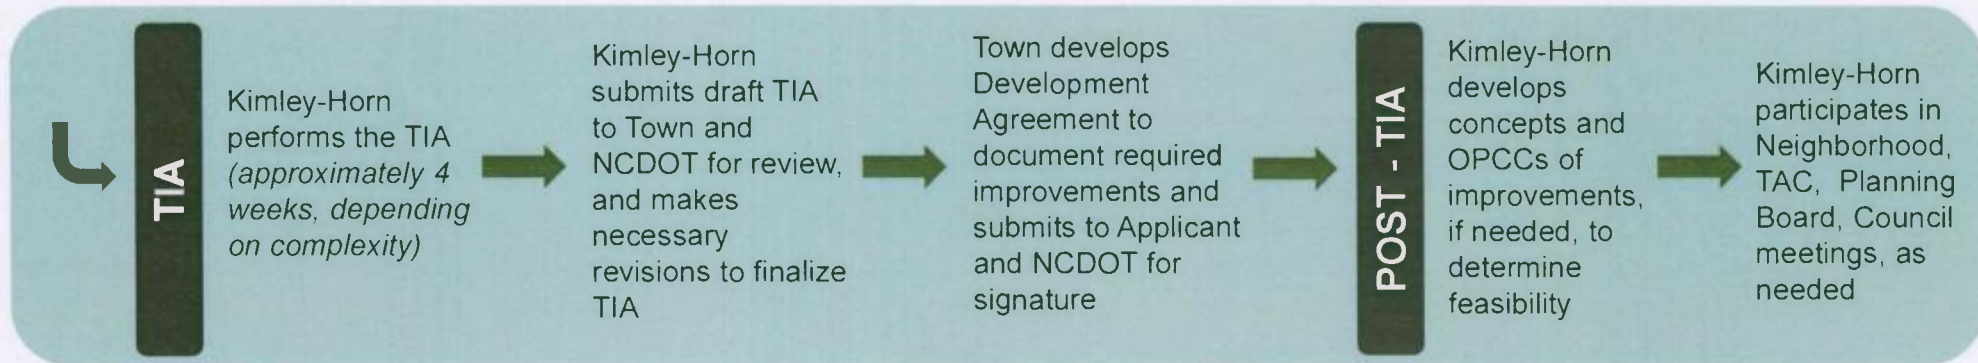 TIA
Kimley-Horn
performs the TIA
(approximately 4
weeks, depending
on complexity)
Kimley-Horn
submits draft TIA
to Town and
NCDOT for review,
and makes
necessary
revisions to finalize
TIA
Town develops
Development
Agreement to
document required
improvements and
submits to Applicant
and NCDOT for
signature
POST - TIA
Kimley-Horn
develops
concepts and
OPCCs of
improvements,
if needed, to
determine
feasibility
Kimley-Horn
participates in
Neighborhood,
TAC, Planning
Board, Council
meetings, as
needed